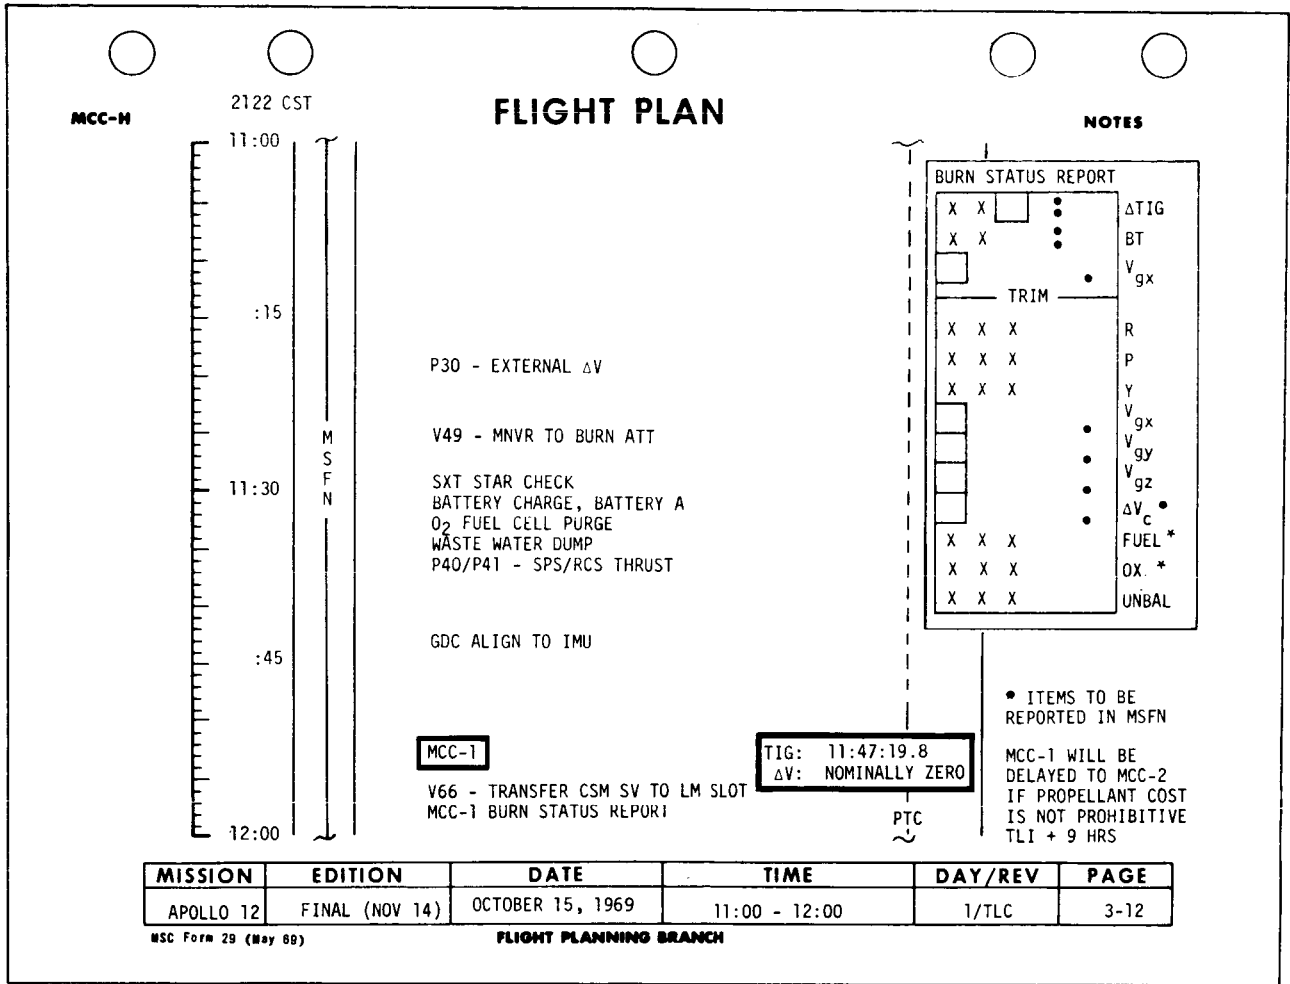 2122 CST
FLIGHT PLAN
MCC-H
NOTES
11:00
:15
11:30
:45
12:00
M
S
F
N
P30 - EXTERNAL ΔV
V49 - MNVR TO BURN ATT
SXT STAR CHECK
BATTERY CHARGE, BATTERY A
O2 FUEL CELL PURGE
WASTE WATER DUMP
P40/P41 - SPS/RCS THRUST
GDC ALIGN TO IMU
MCC-1
TIG: 11:47:19.8
ΔV: NOMINALLY ZERO
V66 - TRANSFER CSM SV TO LM SLOT
MCC-1 BURN STATUS REPORT
PTC
BURN STATUS REPORT
X X ΔTIG
X X BT
Vgx
TRIM
X X X R
X X X P
X X X Y
Vgx
Vgy
Vgz
ΔVc •
X X X FUEL *
X X X OX. *
X X X UNBAL
• ITEMS TO BE
REPORTED IN MSFN
MCC-1 WILL BE
DELAYED TO MCC-2
IF PROPELLANT COST
IS NOT PROHIBITIVE
TLI + 9 HRS
MISSION EDITION DATE TIME DAY/REV PAGE
APOLLO 12 FINAL (NOV 14) OCTOBER 15, 1969 11:00 - 12:00 1/TLC 3-12
MSC Form 29 (May 69)
FLIGHT PLANNING BRANCH